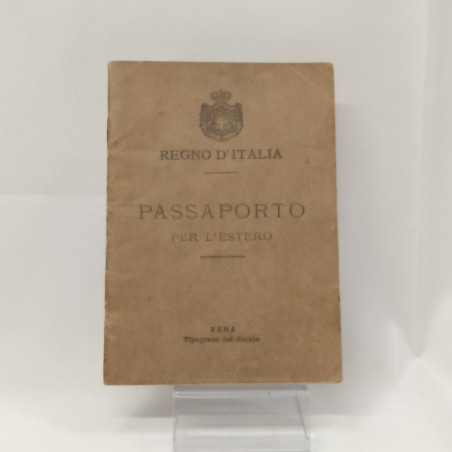 REGNO D'ITALIA
PASSAPORTO
PER L'ESTERO
ROMA
Tipografia del Senato